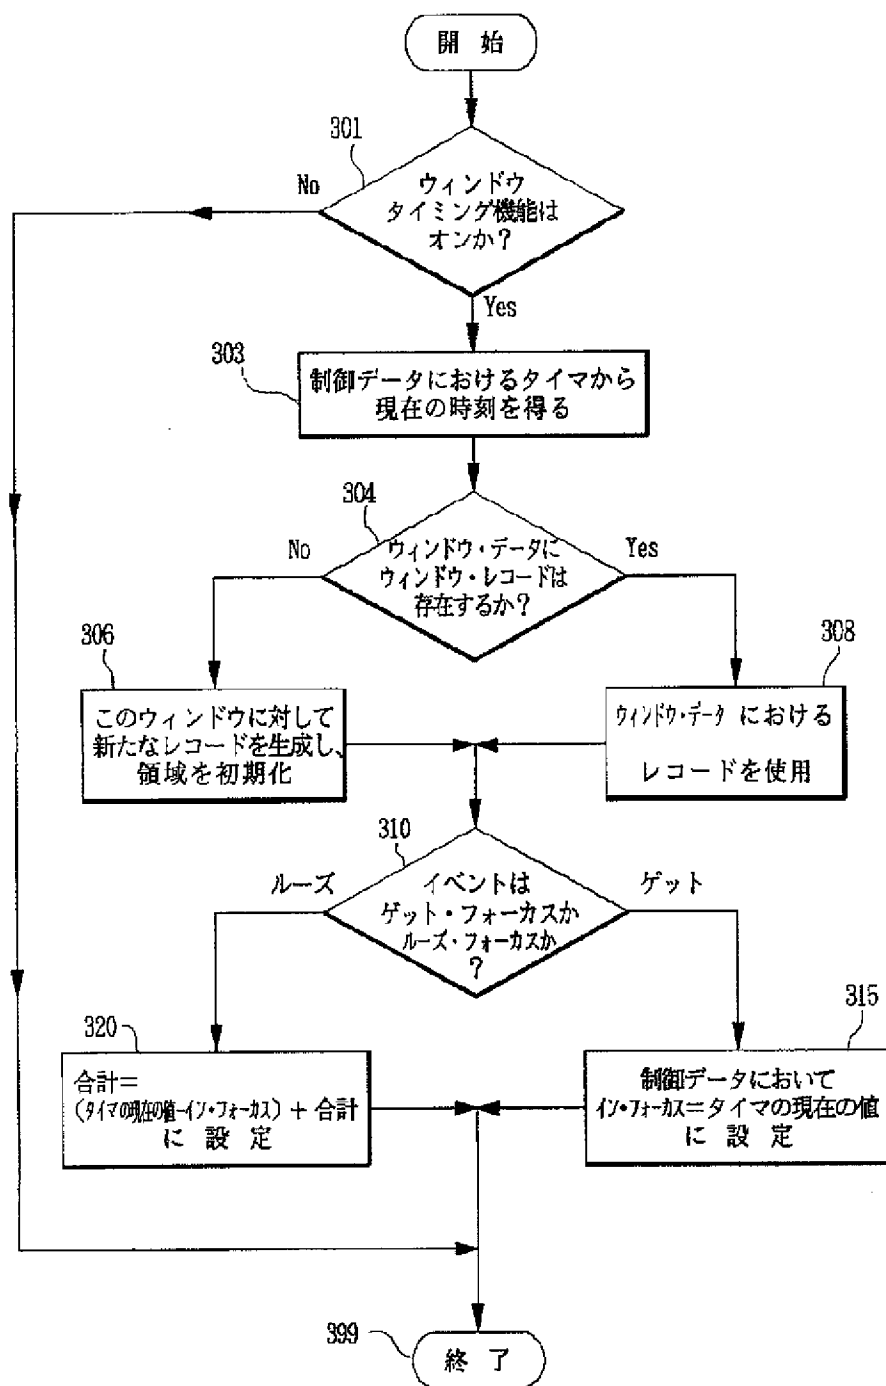 開始
301
No
ウィンドウ
タイミング機能は
オンか？
Yes
303
制御データにおけるタイマから
現在の時刻を得る
304
No
ウィンドウ・データに
ウィンドウ・レコードは
存在するか？
Yes
306
このウィンドウに対して
新たなレコードを生成し、
領域を初期化
308
ウィンドウ・データ における
レコードを使用
310
ルーズ
イベントは
ゲット・フォーカスか
ルーズ・フォーカスか
？
ゲット
320
合計＝
(タイマの現在の値−イン・フォーカス) + 合計
に 設 定
315
制御データにおいて
イン・フォーカス＝タイマの現在の値
に 設 定
399
終了